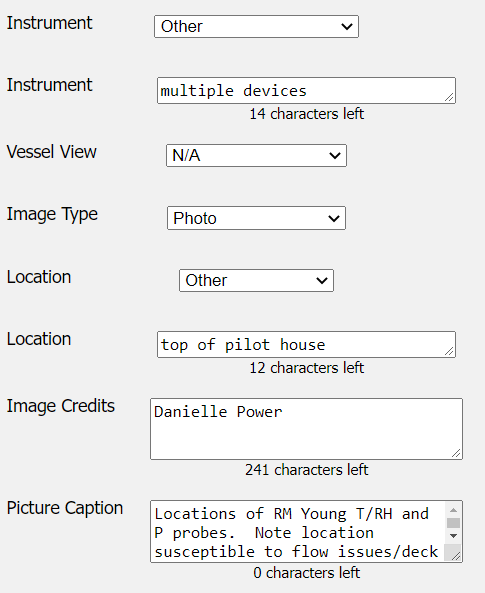 Instrument Other
Instrument multiple devices
14 characters left
Vessel View N/A
Image Type Photo
Location Other
Location top of pilot house
12 characters left
Image Credits Danielle Power
241 characters left
Picture Caption Locations of RM Young T/RH and
P probes.  Note location
susceptible to flow issues/deck
0 characters left